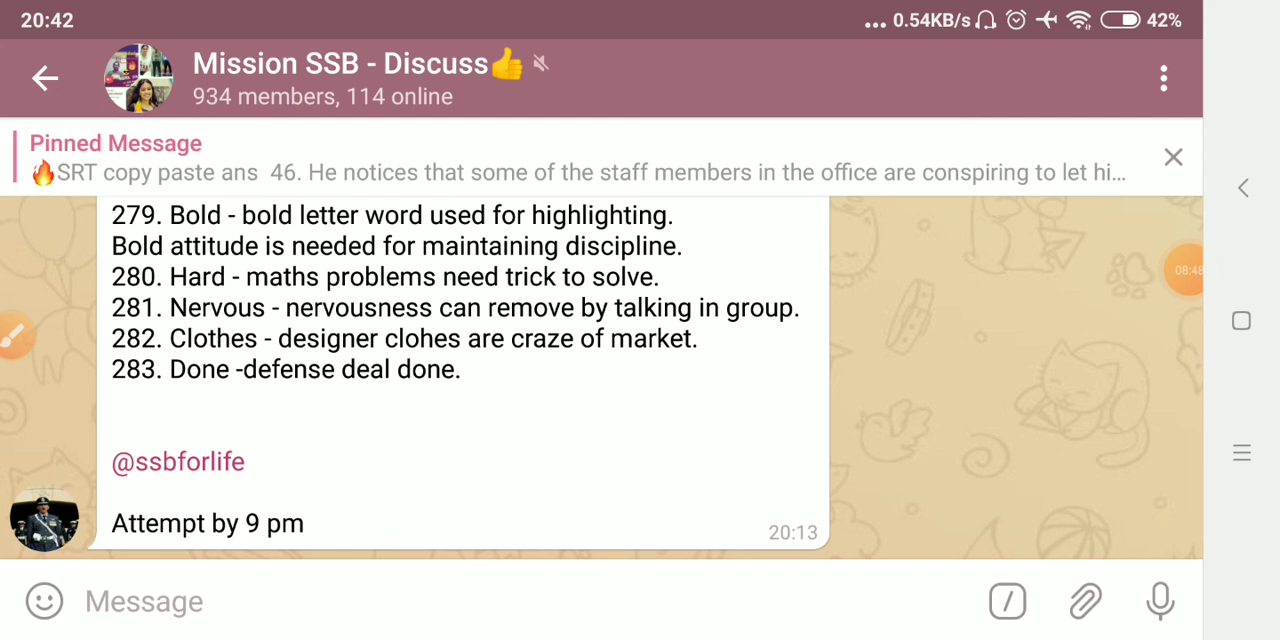 20:42
... 0.54KB/s 42%
Mission SSB - Discuss👍
934 members, 114 online
Pinned Message
🔥SRT copy paste ans 46. He notices that some of the staff members in the office are conspiring to let hi...
279. Bold - bold letter word used for highlighting.
Bold attitude is needed for maintaining discipline.
280. Hard - maths problems need trick to solve.
08:48
281. Nervous - nervousness can remove by talking in group.
282. Clothes - designer clohes are craze of market.
283. Done -defense deal done.
@ssbforlife
Attempt by 9 pm
20:13
Message